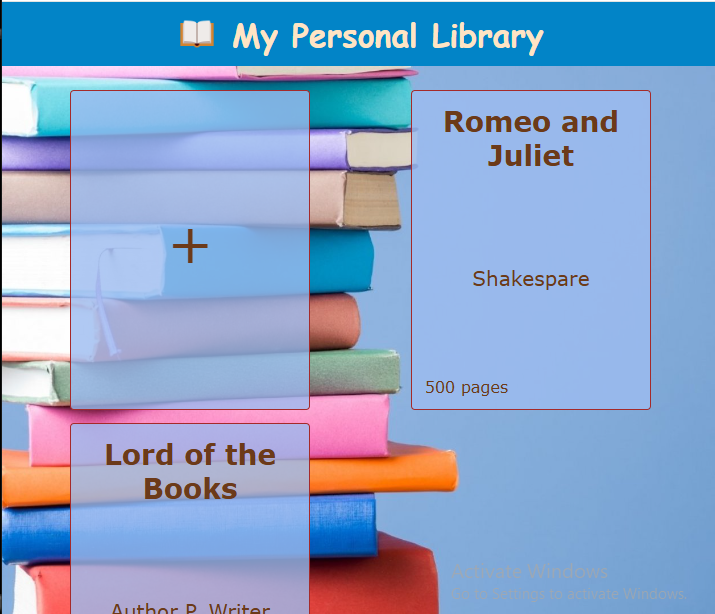 My Personal Library
+
Romeo and
Juliet
Shakespare
500 pages
Lord of the
Books
Author P. Writer
Activate Windows
Go to Settings to activate Windows.